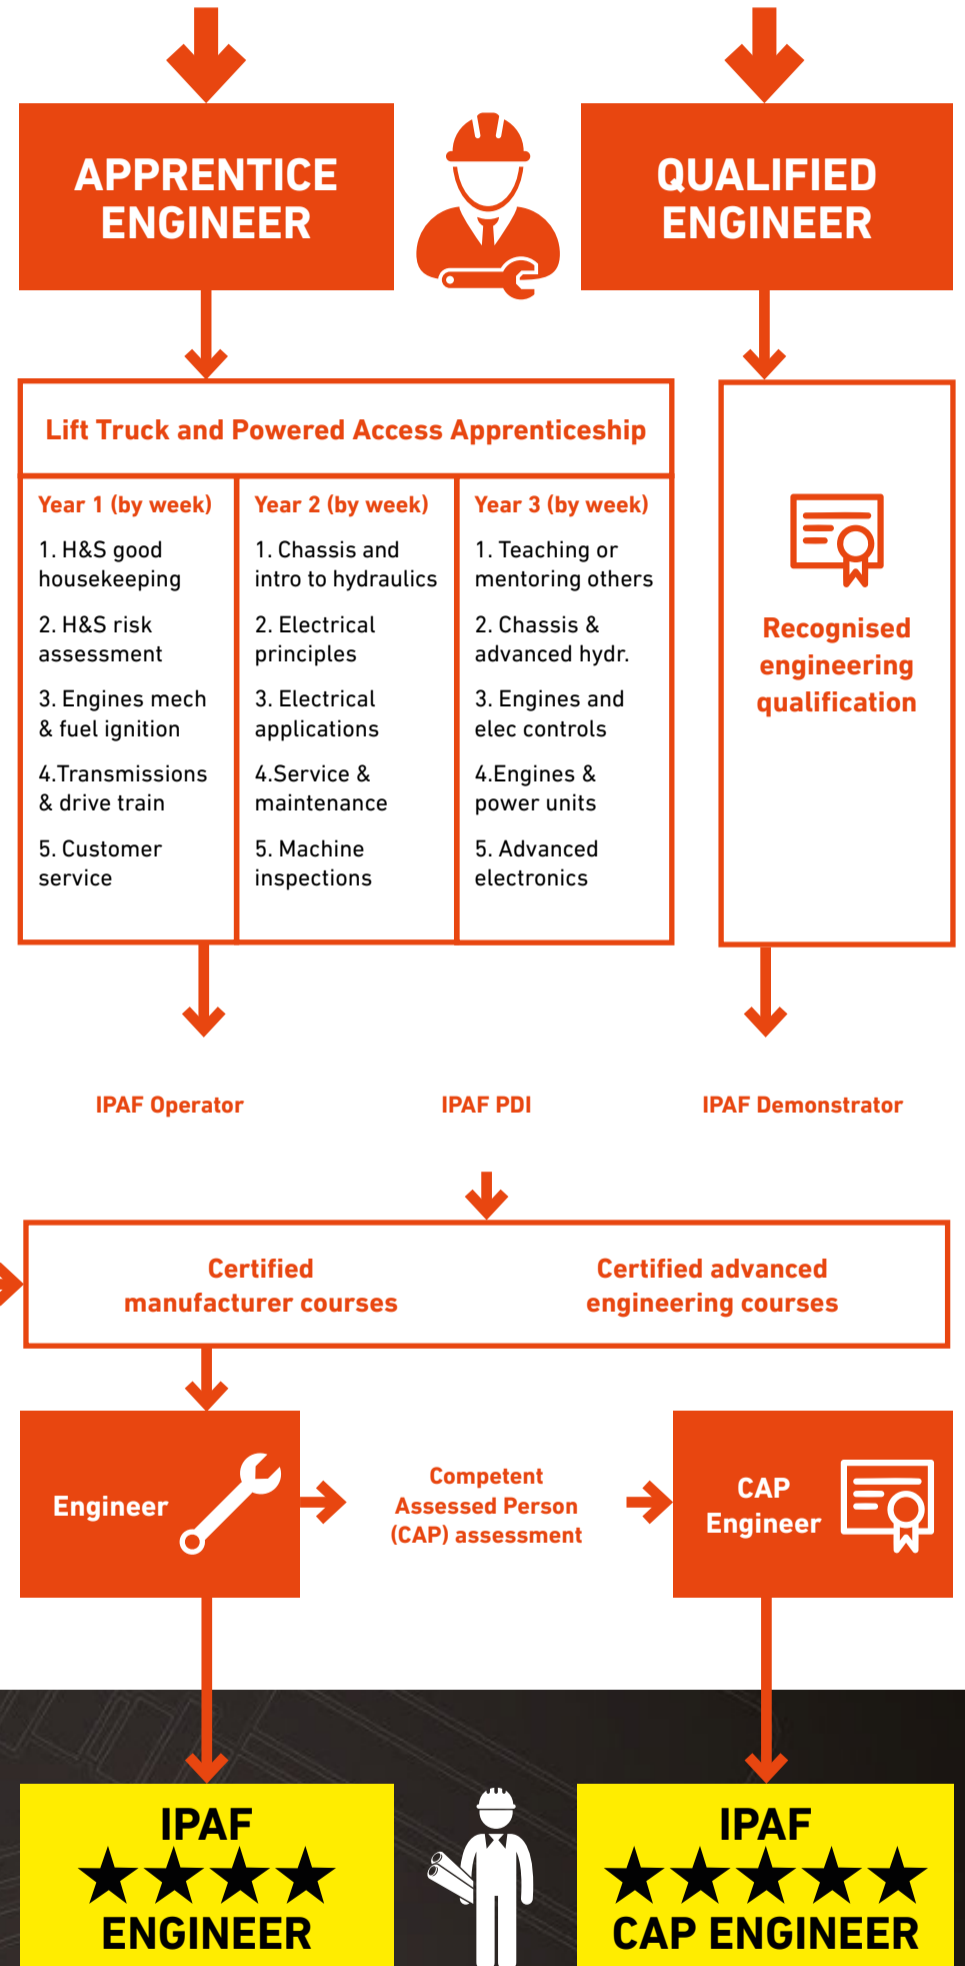 APPRENTICE
ENGINEER
QUALIFIED
ENGINEER
Lift Truck and Powered Access Apprenticeship
Year 1 (by week)
1. H&S good
housekeeping
2. H&S risk
assessment
3. Engines mech
& fuel ignition
4.Transmissions
& drive train
5. Customer
service
Year 2 (by week)
1. Chassis and
intro to hydraulics
2. Electrical
principles
3. Electrical
applications
4.Service &
maintenance
5. Machine
inspections
Year 3 (by week)
1. Teaching or
mentoring others
2. Chassis &
advanced hydr.
3. Engines and
elec controls
4.Engines &
power units
5. Advanced
electronics
Recognised
engineering
qualification
IPAF Operator
IPAF PDI
IPAF Demonstrator
Certified
manufacturer courses
Certified advanced
engineering courses
Engineer
Competent
Assessed Person
(CAP) assessment
CAP
Engineer
IPAF
★★★★
ENGINEER
IPAF
★★★★★
CAP ENGINEER